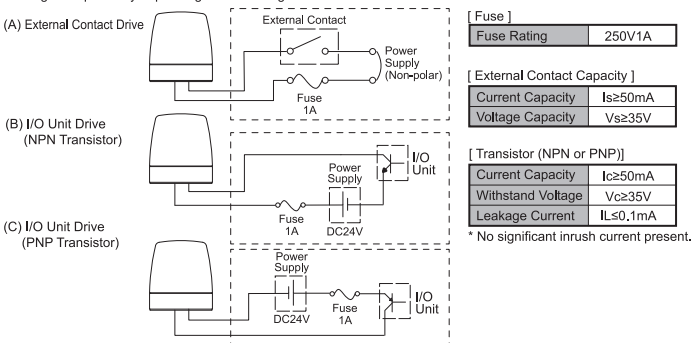 (A) External Contact Drive
External Contact
Power
Supply
(Non-polar)
Fuse
1A
(B) I/O Unit Drive
(NPN Transistor)
I/O
Unit
Power
Supply
Fuse
1A
DC24V
(C) I/O Unit Drive
(PNP Transistor)
Power
Supply
DC24V
Fuse
1A
I/O
Unit
[ Fuse ]
Fuse Rating 250V1A
[ External Contact Capacity ]
Current Capacity Is≥50mA
Voltage Capacity Vs≥35V
[ Transistor (NPN or PNP)]
Current Capacity Ic≥50mA
Withstand Voltage Vc≥35V
Leakage Current IL≤0.1mA
* No significant inrush current present.